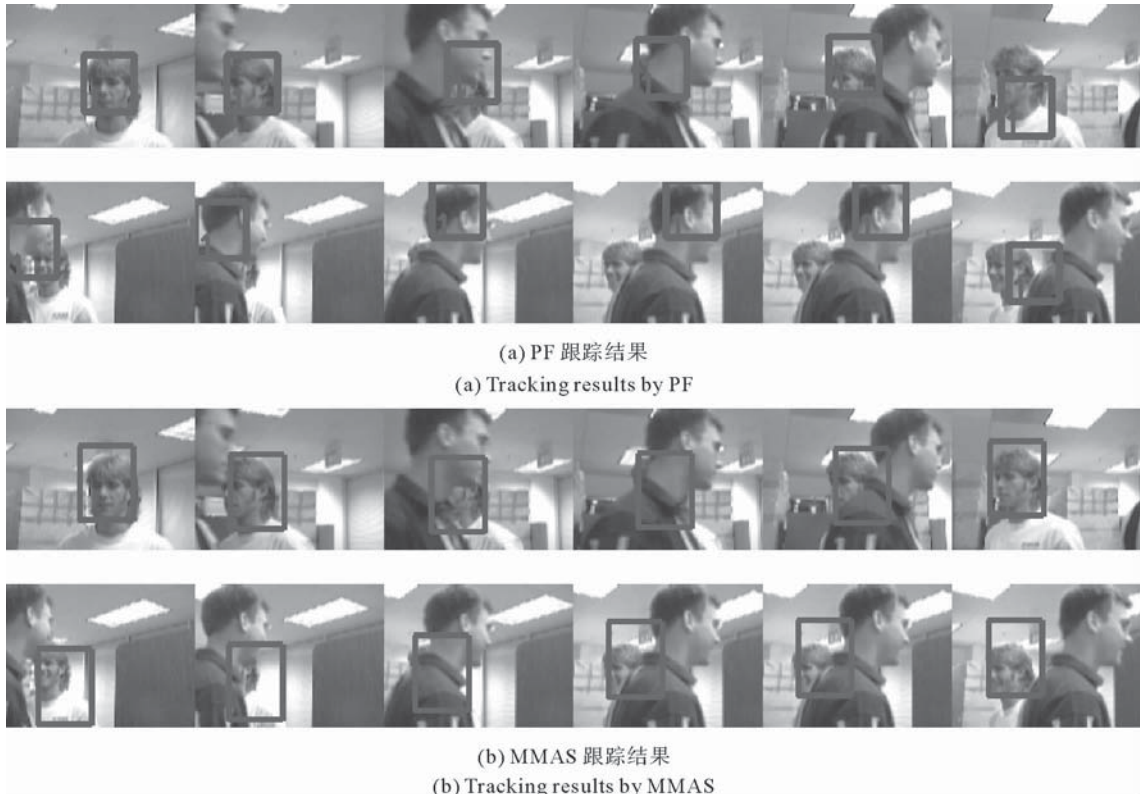 (a) PF 跟踪结果
(a) Tracking results by PF
(b) MMAS 跟踪结果
(b) Tracking results by MMAS